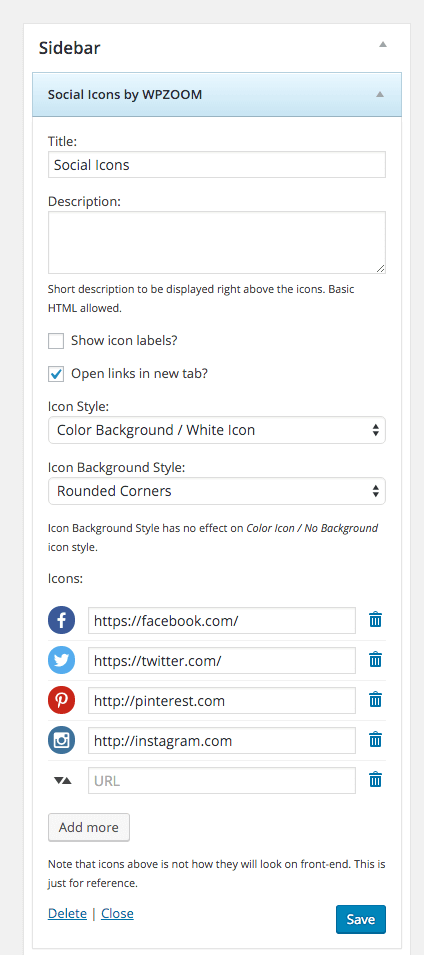 Sidebar
Social Icons by WPZOOM
Title:
Social Icons
Description:
Short description to be displayed right above the icons. Basic
HTML allowed.
Show icon labels?
Open links in new tab?
Icon Style:
Color Background / White Icon
Icon Background Style:
Rounded Corners
Icon Background Style has no effect on Color Icon / No Background
icon style.
Icons:
https://facebook.com/
https://twitter.com/
http://pinterest.com
http://instagram.com
URL
Add more
Note that icons above is not how they will look on front-end. This is
just for reference.
Delete | Close
Save